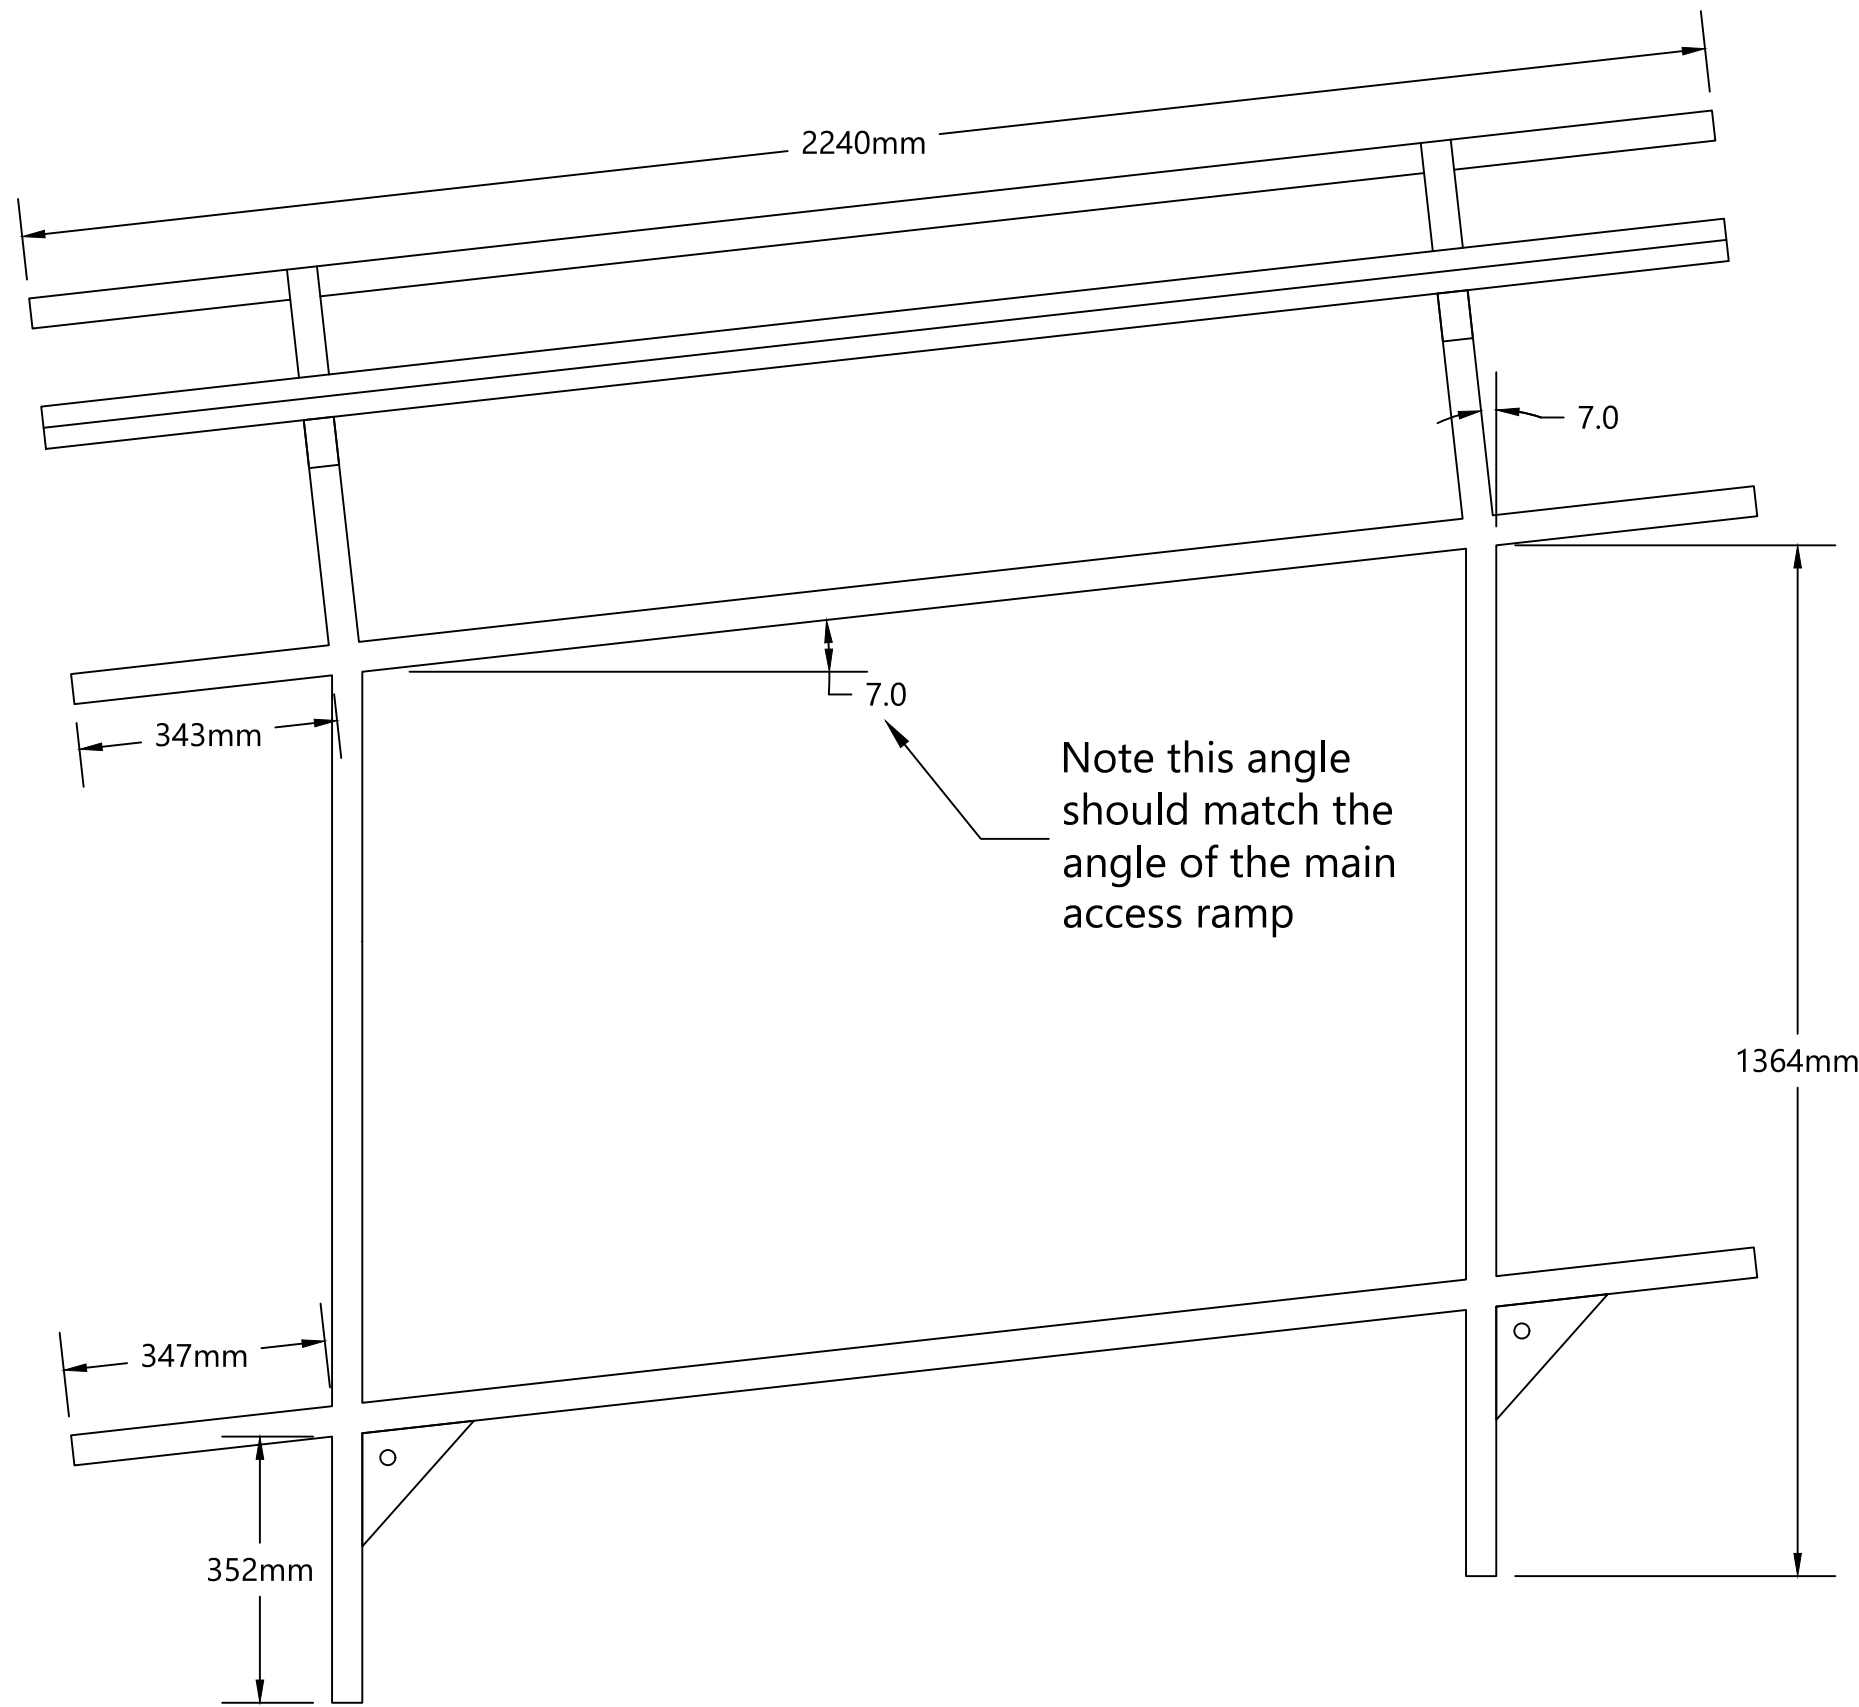 2240mm
7.0
7.0
343mm
Note this angle
should match the
angle of the main
access ramp
1364mm
347mm
352mm